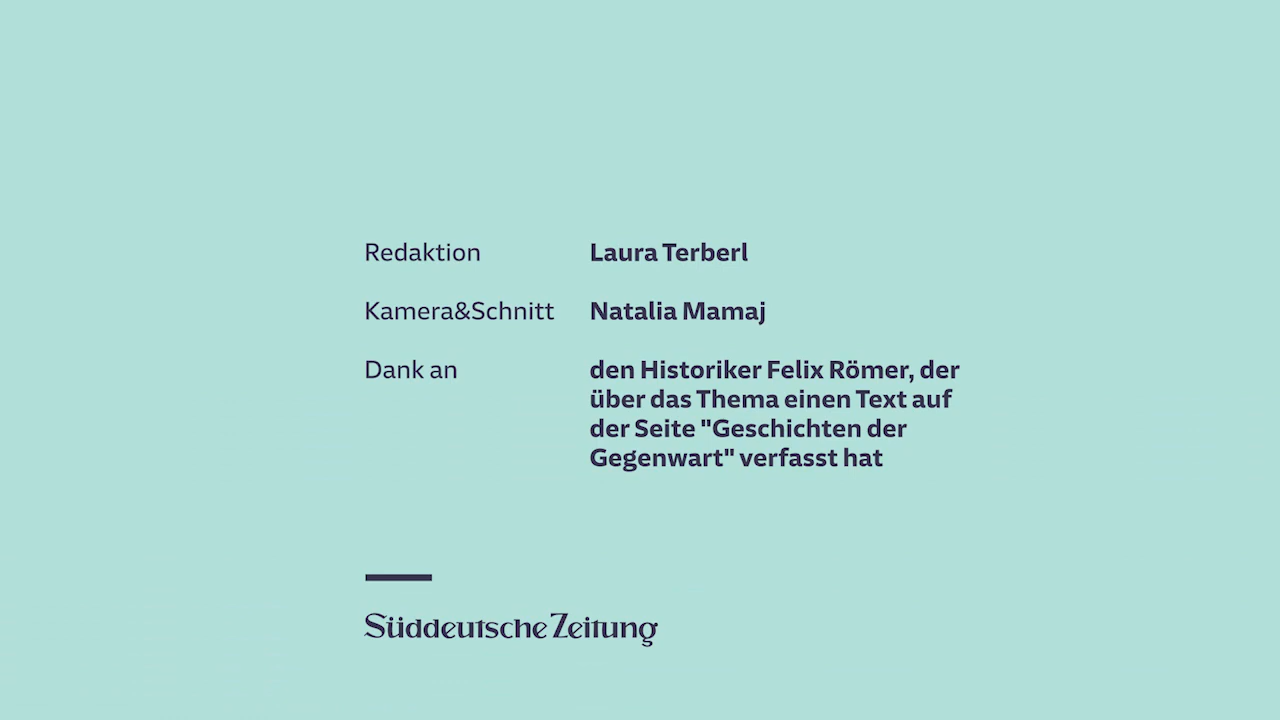 Redaktion Laura Terberl
Kamera&Schnitt Natalia Mamaj
Dank an den Historiker Felix Römer, der
über das Thema einen Text auf
der Seite "Geschichten der
Gegenwart" verfasst hat
Süddeutsche Zeitung